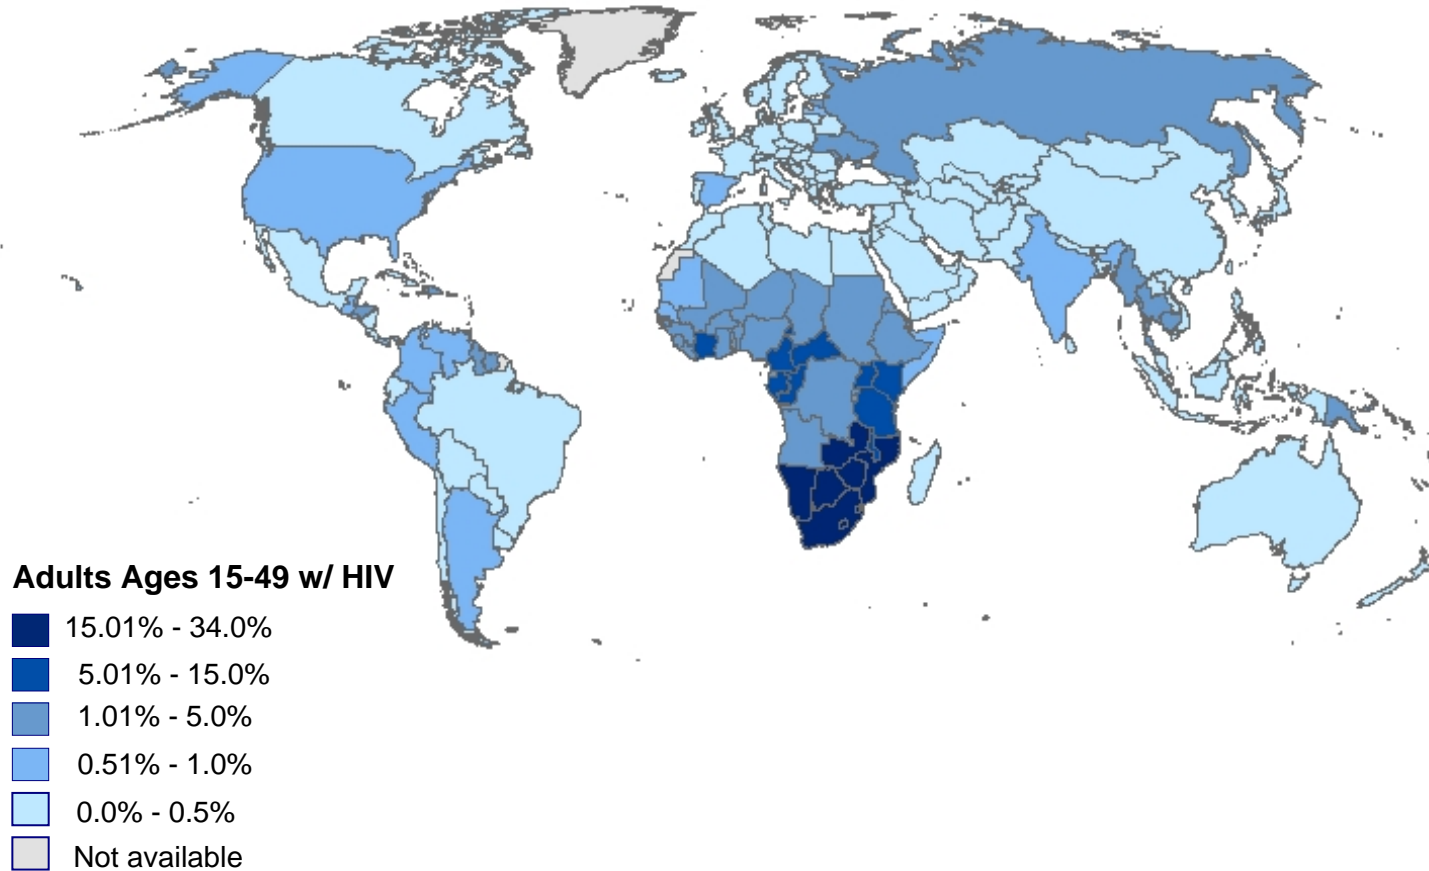 Adults Ages 15-49 w/ HIV
15.01% - 34.0%
5.01% - 15.0%
1.01% - 5.0%
0.51% - 1.0%
0.0% - 0.5%
Not available